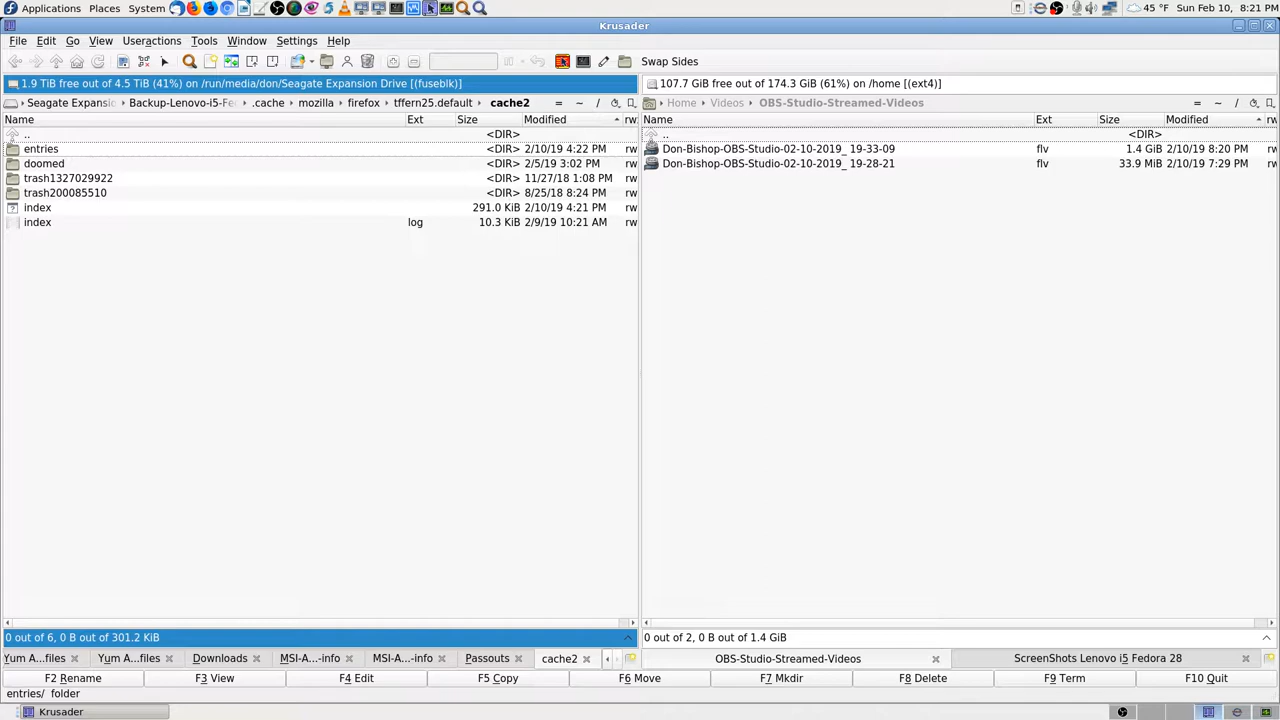 Applications Places System 45 °F Sun Feb 10, 8:21 PM
Krusader
File Edit Go View Useractions Tools Window Settings Help
Swap Sides
1.9 TiB free out of 4.5 TiB (41%) on /run/media/don/Seagate Expansion Drive [(fuseblk)]
107.7 GiB free out of 174.3 GiB (61%) on /home [(ext4)]
Seagate Expansi Backup-Lenovo-i5-Fe .cache mozilla firefox tffern25.default cache2 = ~ /
Home Videos OBS-Studio-Streamed-Videos = ~ /
Name Ext Size Modified rw
Name Ext Size Modified rw
.. <DIR>
.. <DIR>
entries <DIR> 2/10/19 4:22 PM rw
Don-Bishop-OBS-Studio-02-10-2019_ 19-33-09 flv 1.4 GiB 2/10/19 8:20 PM rw
doomed <DIR> 2/5/19 3:02 PM rw
Don-Bishop-OBS-Studio-02-10-2019_ 19-28-21 flv 33.9 MiB 2/10/19 7:29 PM rw
trash1327029922 <DIR> 11/27/18 1:08 PM rw
trash200085510 <DIR> 8/25/18 8:24 PM rw
index 291.0 KiB 2/10/19 4:21 PM rw
index log 10.3 KiB 2/9/19 10:21 AM rw
0 out of 6, 0 B out of 301.2 KiB
0 out of 2, 0 B out of 1.4 GiB
Yum A...files Yum A...files Downloads MSI-A...-info MSI-A...-info Passouts cache2
OBS-Studio-Streamed-Videos ScreenShots Lenovo i5 Fedora 28
F2 Rename F3 View F4 Edit F5 Copy F6 Move F7 Mkdir F8 Delete F9 Term F10 Quit
entries/ folder
Krusader